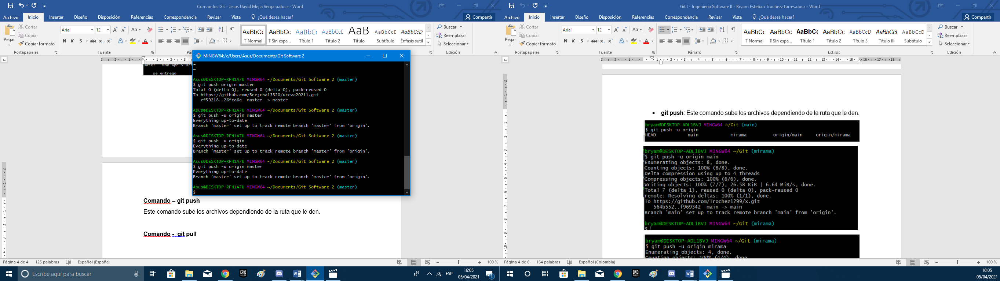 Comandos Git - Jesus David Mejia Vergara.docx - Word
Archivo Inicio Insertar Diseño Disposición Referencias Correspondencia Revisar Vista ¿Qué desea hacer? Compartir
Pegar
Cortar
Copiar
Copiar formato
Portapapeles
Arial 12
N K S abc x₂ x²
Fuente
AaBbCc AaBbCc AaBbCc AaBbCcD AaB AaBbCcD AaBbCcD
¶ Normal ¶ Sin espa... Título 1 Título 2 Título Subtítulo Énfasis sutil
Buscar
Reemplazar
Seleccionar
Edición
se entrego
MINGW64:/c/Users/Asus/Documents/Git Software 2
~
~
Asus@DESKTOP-RFH1A7U MINGW64 ~/Documents/Git Software 2 (master)
$ git push origin master
Total 0 (delta 0), reused 0 (delta 0), pack-reused 0
To https://github.com/Brejcha13320/uceva20211.git
ef59218..26fca6a master -> master
Asus@DESKTOP-RFH1A7U MINGW64 ~/Documents/Git Software 2 (master)
$ git push -u origin master
Everything up-to-date
Branch 'master' set up to track remote branch 'master' from 'origin'.
Asus@DESKTOP-RFH1A7U MINGW64 ~/Documents/Git Software 2 (master)
$ git push -u origin
Everything up-to-date
Branch 'master' set up to track remote branch 'master' from 'origin'.
Asus@DESKTOP-RFH1A7U MINGW64 ~/Documents/Git Software 2 (master)
$ git push -u origin master
Everything up-to-date
Branch 'master' set up to track remote branch 'master' from 'origin'.
Asus@DESKTOP-RFH1A7U MINGW64 ~/Documents/Git Software 2 (master)
$
Comando – git push
Este comando sube los archivos dependiendo de la ruta que le den.
Comando - git pull
Página 4 de 4 125 palabras Español (España) 100 %
Escribe aquí para buscar
ESP
16:05
05/04/2021
Git I - Ingenieria Software II - Bryam Esteban Trochezz torres.docx - Word
Archivo Inicio Insertar Diseño Disposición Referencias Correspondencia Revisar Vista ¿Qué desea hacer? Compartir
Pegar
Cortar
Copiar
Copiar formato
Portapapeles
Arial 12
N K S abc x₂ x²
Fuente
Párrafo
AaBbCc AaBbCc AaBbCc AaBbCc AaBbCcD AaBbCcI AaBbCcD
¶ Normal ¶ Sin espa... Título 1 Título 2 Título 3 Título III Subtítulo
Estilos
Buscar
Reemplazar
Seleccionar
Edición
• git push: Este comando sube los archivos dependiendo de la ruta que le den.
bryam@DESKTOP-ADL1BVJ MINGW64 ~/Git (main)
$ git push -u origin
HEAD main mirama origin/main origin/mirama
bryam@DESKTOP-ADL1BVJ MINGW64 ~/Git (mirama)
$ git push -u origin main
Enumerating objects: 8, done.
Counting objects: 100% (8/8), done.
Delta compression using up to 4 threads
Compressing objects: 100% (6/6), done.
Writing objects: 100% (7/7), 26.58 KiB | 6.64 MiB/s, done.
Total 7 (delta 1), reused 0 (delta 0), pack-reused 0
remote: Resolving deltas: 100% (1/1), done.
To https://github.com/Trochez1299/x.git
564b552..f969342 main -> main
Branch 'main' set up to track remote branch 'main' from 'origin'.
bryam@DESKTOP-ADL1BVJ MINGW64 ~/Git (mirama)
$
bryam@DESKTOP-ADL1BVJ MINGW64 ~/Git (mirama)
$ git push -u origin mirama
Enumerating objects: 4, done.
Counting objects: 100% (4/4), done.
Página 4 de 6 164 palabras Español (Colombia) 100 %
16:05
05/04/2021